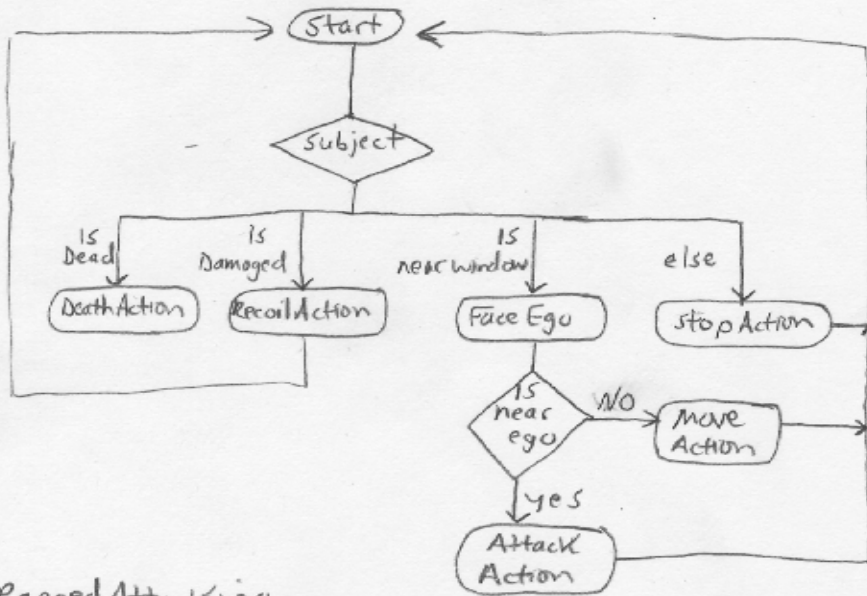 Start
Subject
is
Dead
is
Damaged
is
near window
else
DeathAction
RecoilAction
Face Ego
Stop Action
is
near
ego
NO
Move
Action
yes
Attack
Action